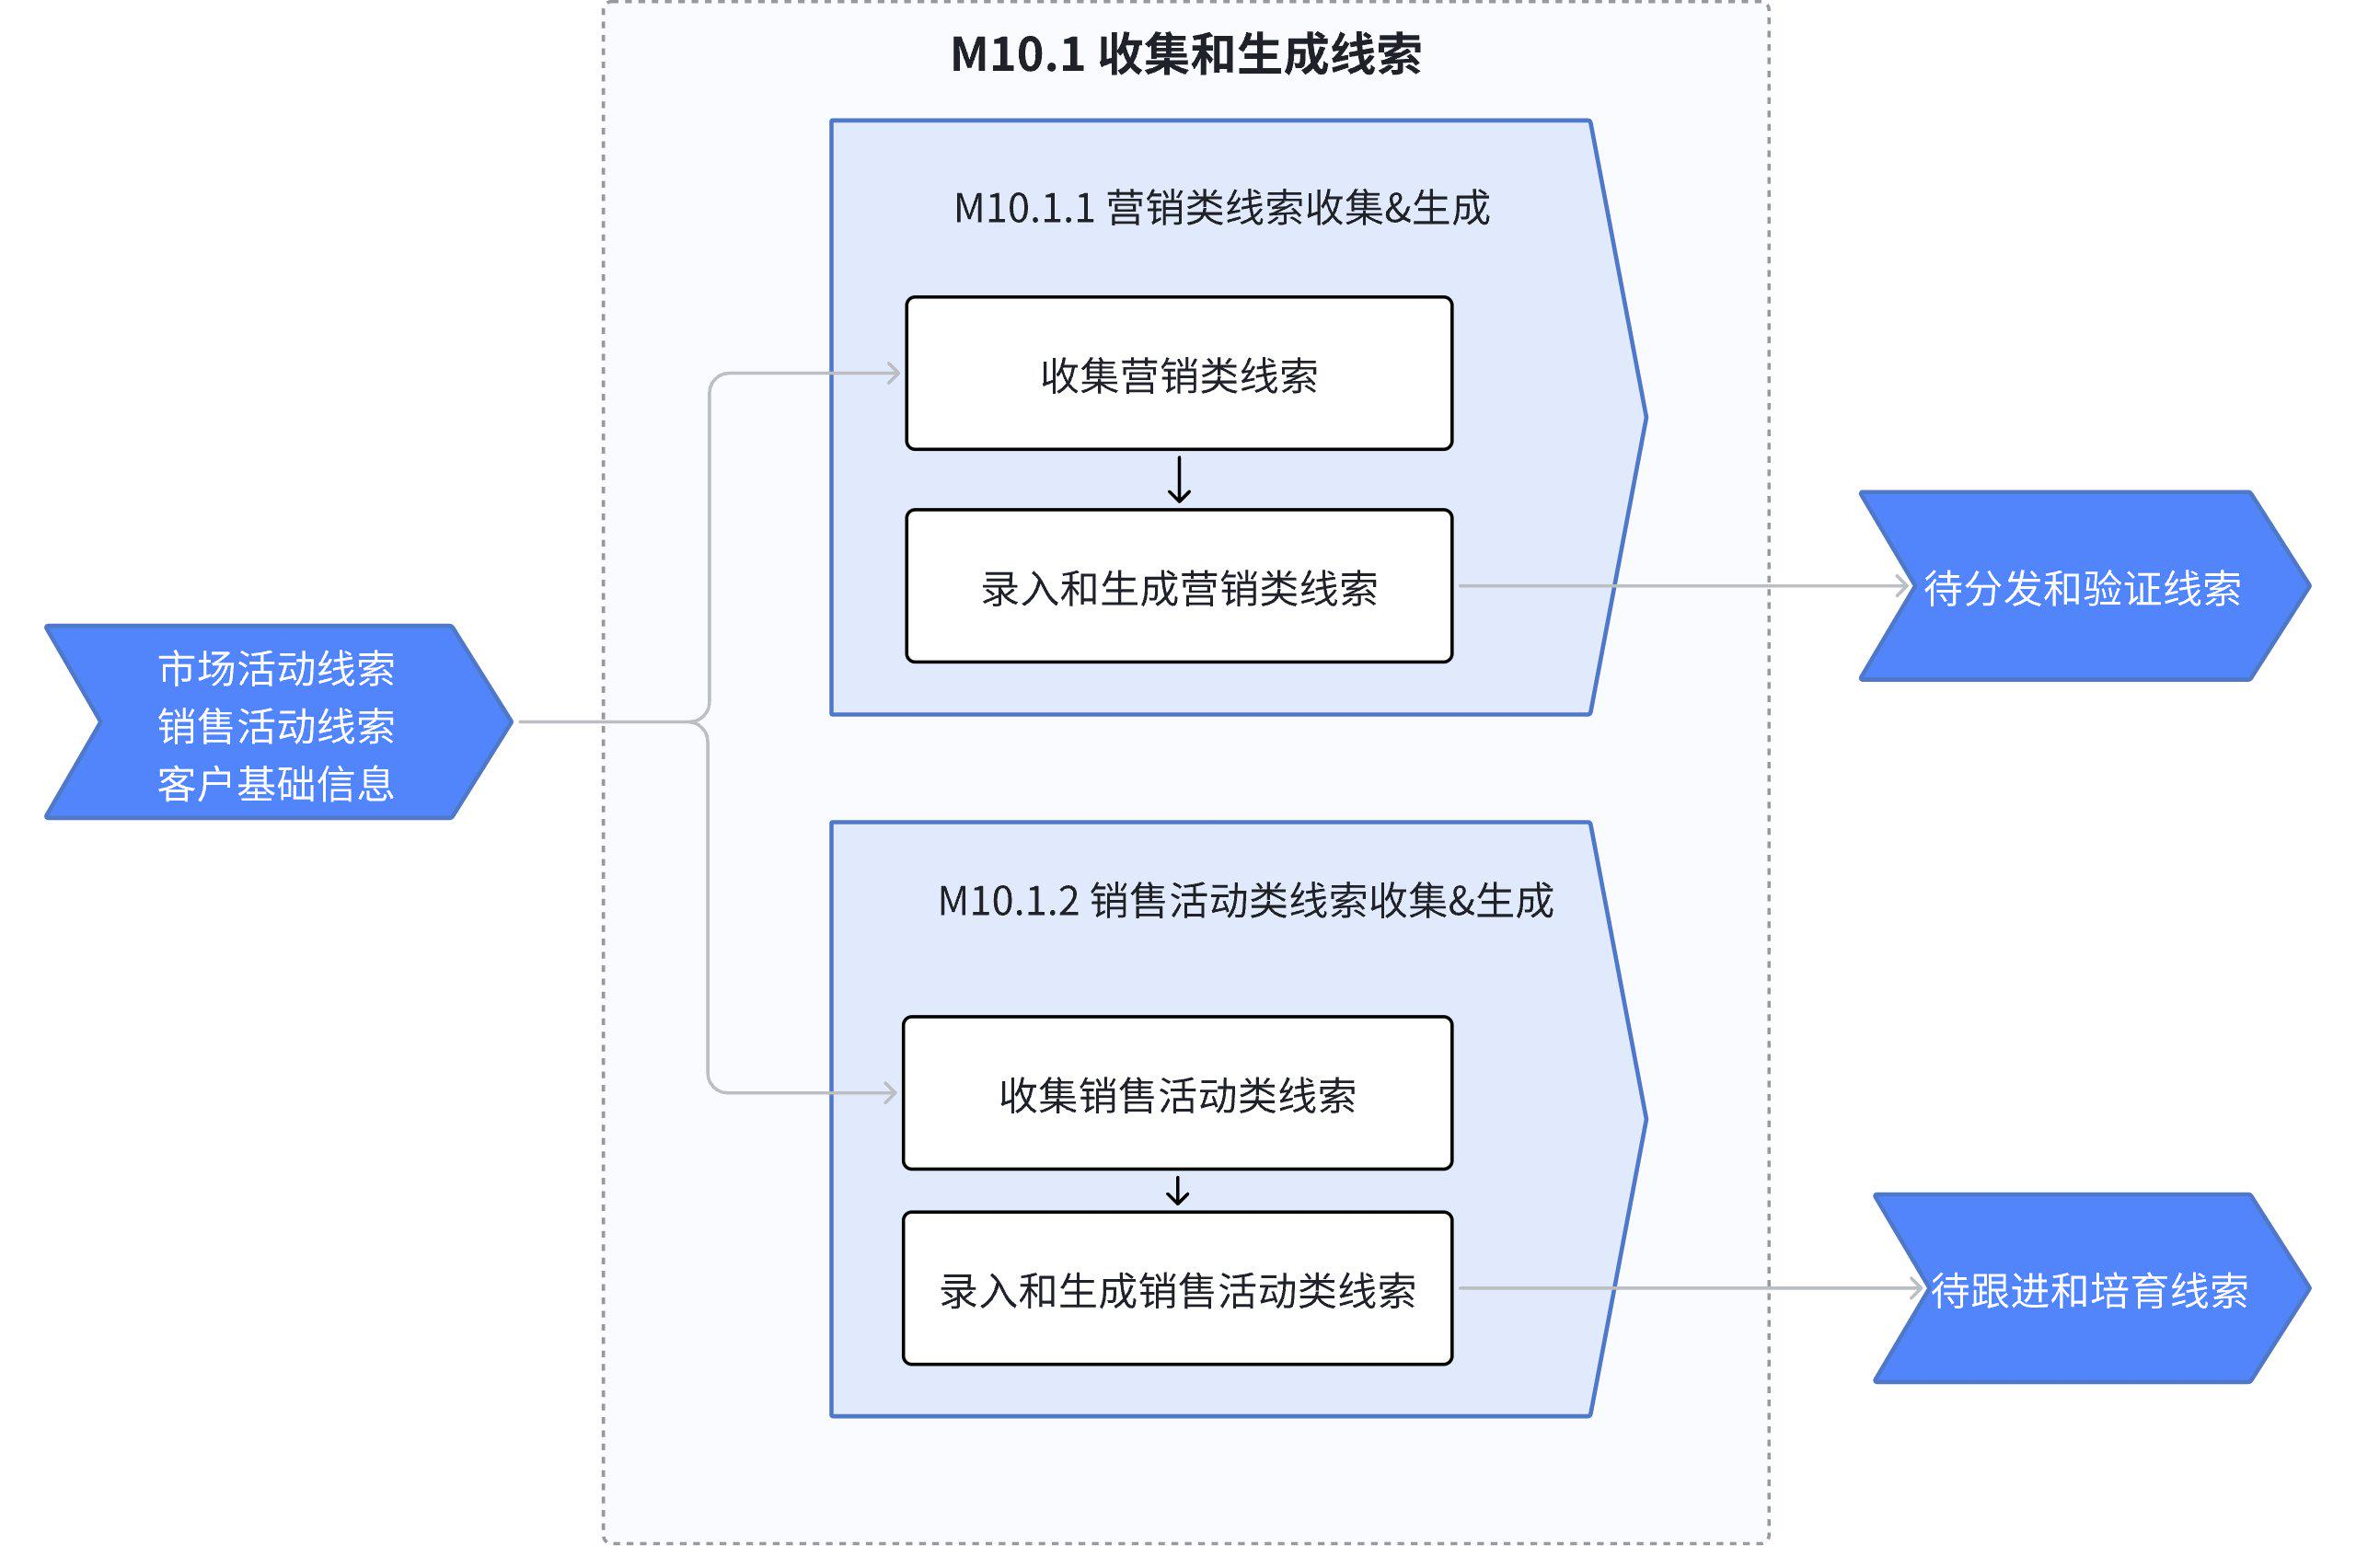 M10.1 收集和生成线索
M10.1.1 营销类线索收集&生成
收集营销类线索
录入和生成营销类线索
待分发和验证线索
市场活动线索
销售活动线索
客户基础信息
M10.1.2 销售活动类线索收集&生成
收集销售活动类线索
录入和生成销售活动类线索
待跟进和培育线索